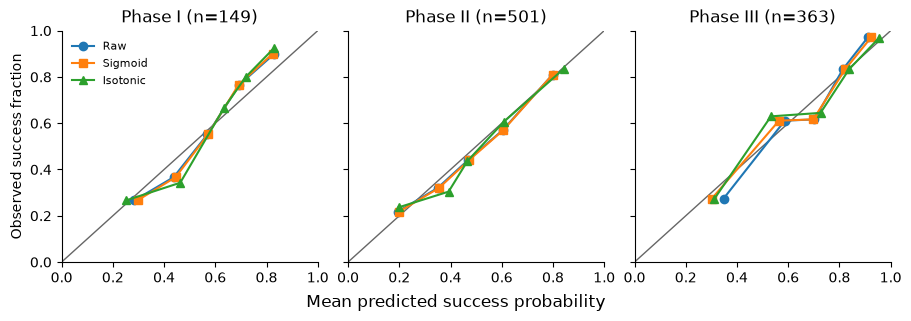 Phase I (n=149)
Phase II (n=501)
Phase III (n=363)
Observed success fraction
1.0
0.8
0.6
0.4
0.2
0.0
Raw
Sigmoid
Isotonic
0.0 0.2 0.4 0.6 0.8 1.0
0.0 0.2 0.4 0.6 0.8 1.0
0.0 0.2 0.4 0.6 0.8 1.0
Mean predicted success probability